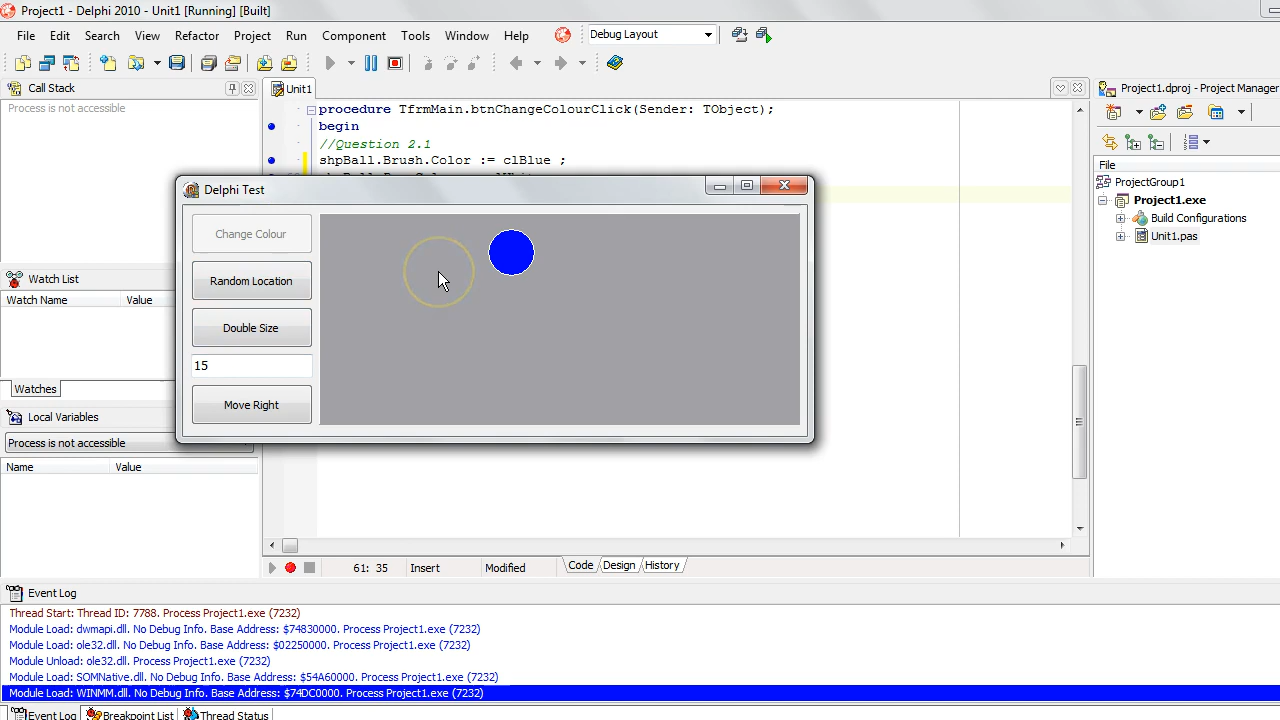 Project1 - Delphi 2010 - Unit1 [Running] [Built]
File Edit Search View Refactor Project Run Component Tools Window Help Debug Layout
Call Stack
Process is not accessible
Unit1
procedure TfrmMain.btnChangeColourClick(Sender: TObject);
begin
//Question 2.1
shpBall.Brush.Color := clBlue ;
Delphi Test
Change Colour
Random Location
Double Size
15
Move Right
Watch List
Watch Name Value
Watches
Local Variables
Process is not accessible
Name Value
Project1.dproj - Project Manager
File
ProjectGroup1
Project1.exe
Build Configurations
Unit1.pas
61: 35 Insert Modified Code Design History
Event Log
Thread Start: Thread ID: 7788. Process Project1.exe (7232)
Module Load: dwmapi.dll. No Debug Info. Base Address: $74830000. Process Project1.exe (7232)
Module Load: ole32.dll. No Debug Info. Base Address: $02250000. Process Project1.exe (7232)
Module Unload: ole32.dll. Process Project1.exe (7232)
Module Load: SOMNative.dll. No Debug Info. Base Address: $54A60000. Process Project1.exe (7232)
Module Load: WINMM.dll. No Debug Info. Base Address: $74DC0000. Process Project1.exe (7232)
Event Log Breakpoint List Thread Status